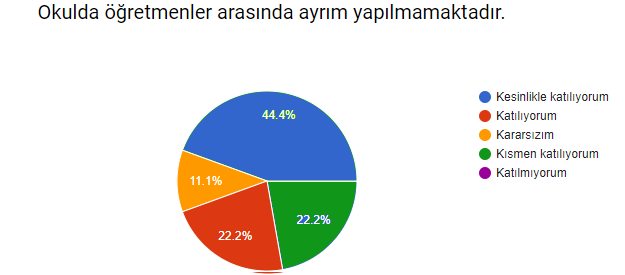 Okulda öğretmenler arasında ayrım yapılmamaktadır.
Kesinlikle katılıyorum
Katılıyorum
Kararsızım
Kısmen katılıyorum
Katılmıyorum
44.4%
11.1%
22.2%
22.2%